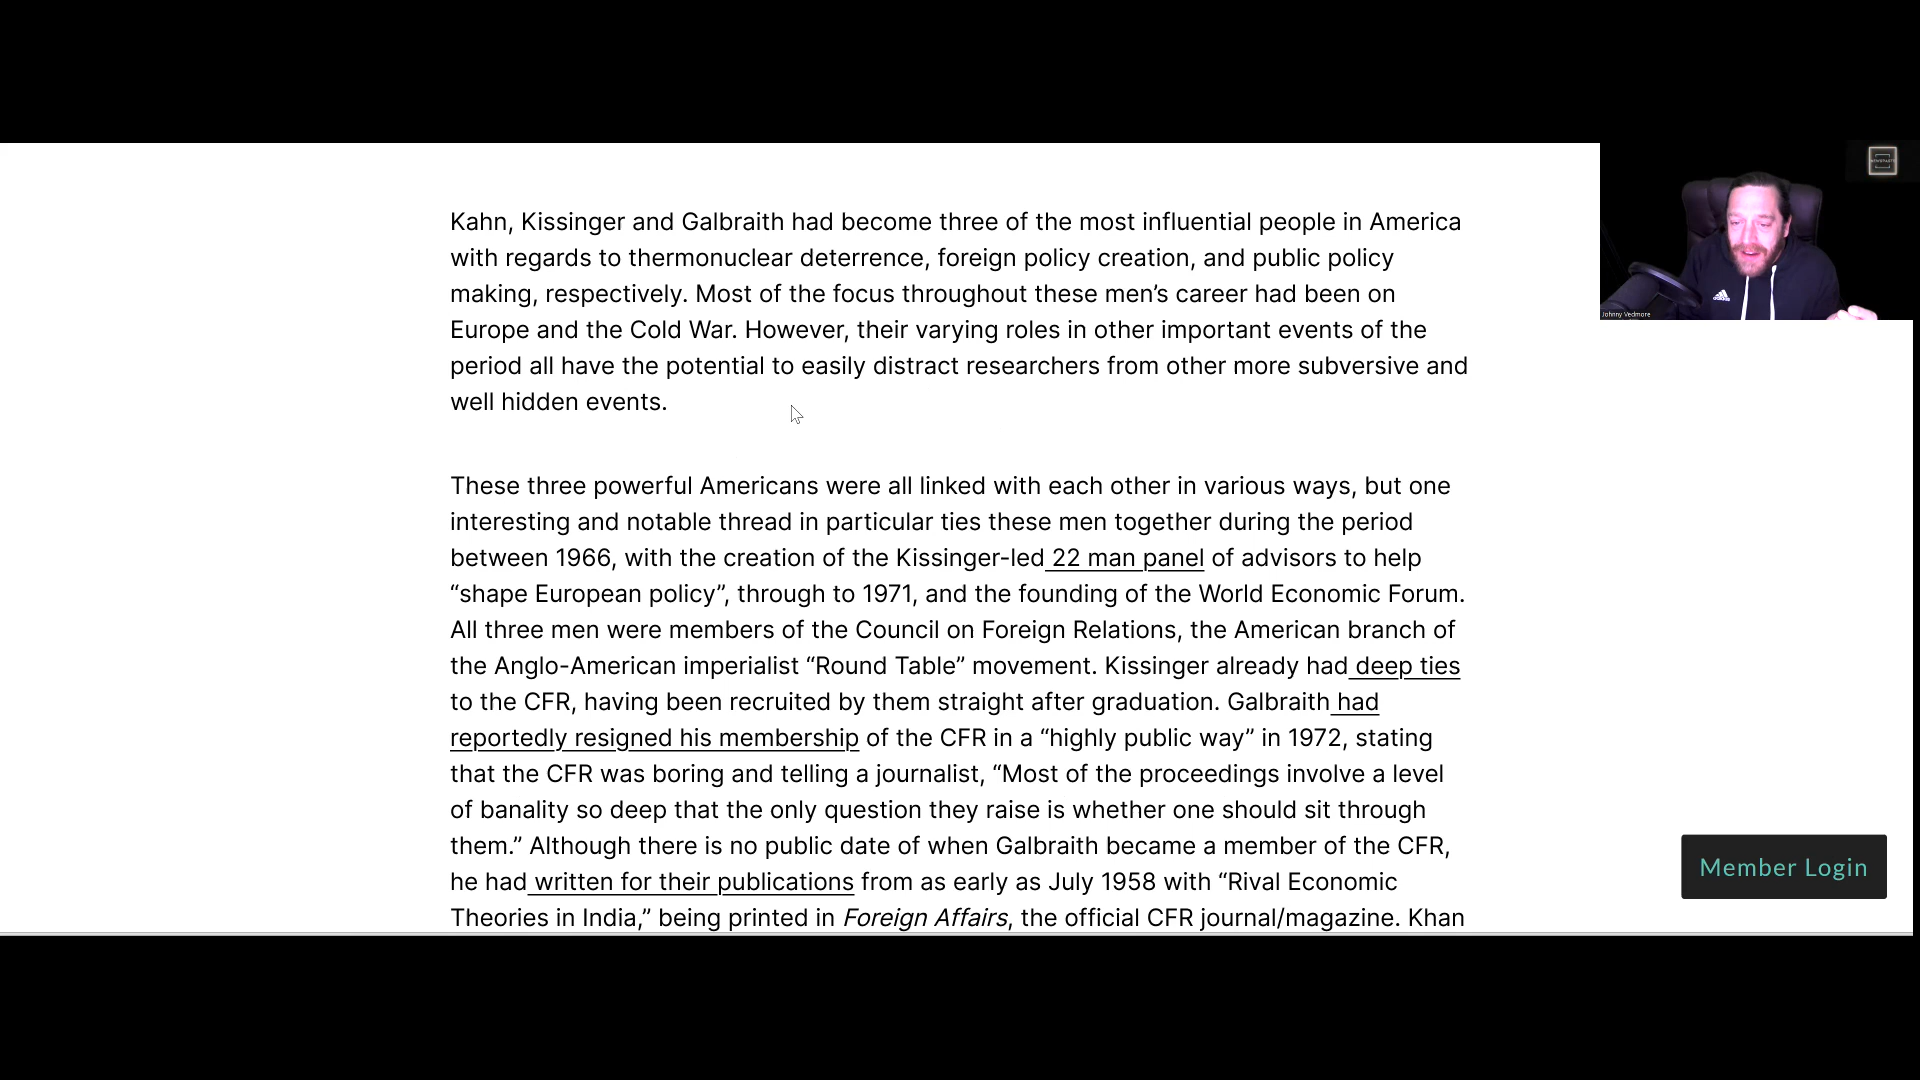 Kahn, Kissinger and Galbraith had become three of the most influential people in America
with regards to thermonuclear deterrence, foreign policy creation, and public policy
making, respectively. Most of the focus throughout these men’s career had been on
Europe and the Cold War. However, their varying roles in other important events of the
period all have the potential to easily distract researchers from other more subversive and
well hidden events.
These three powerful Americans were all linked with each other in various ways, but one
interesting and notable thread in particular ties these men together during the period
between 1966, with the creation of the Kissinger-led 22 man panel of advisors to help
“shape European policy”, through to 1971, and the founding of the World Economic Forum.
All three men were members of the Council on Foreign Relations, the American branch of
the Anglo-American imperialist “Round Table” movement. Kissinger already had deep ties
to the CFR, having been recruited by them straight after graduation. Galbraith had
reportedly resigned his membership of the CFR in a “highly public way” in 1972, stating
that the CFR was boring and telling a journalist, “Most of the proceedings involve a level
of banality so deep that the only question they raise is whether one should sit through
them.” Although there is no public date of when Galbraith became a member of the CFR,
he had written for their publications from as early as July 1958 with “Rival Economic
Theories in India,” being printed in Foreign Affairs, the official CFR journal/magazine. Khan
Johnny Vedmore
adidas
Member Login